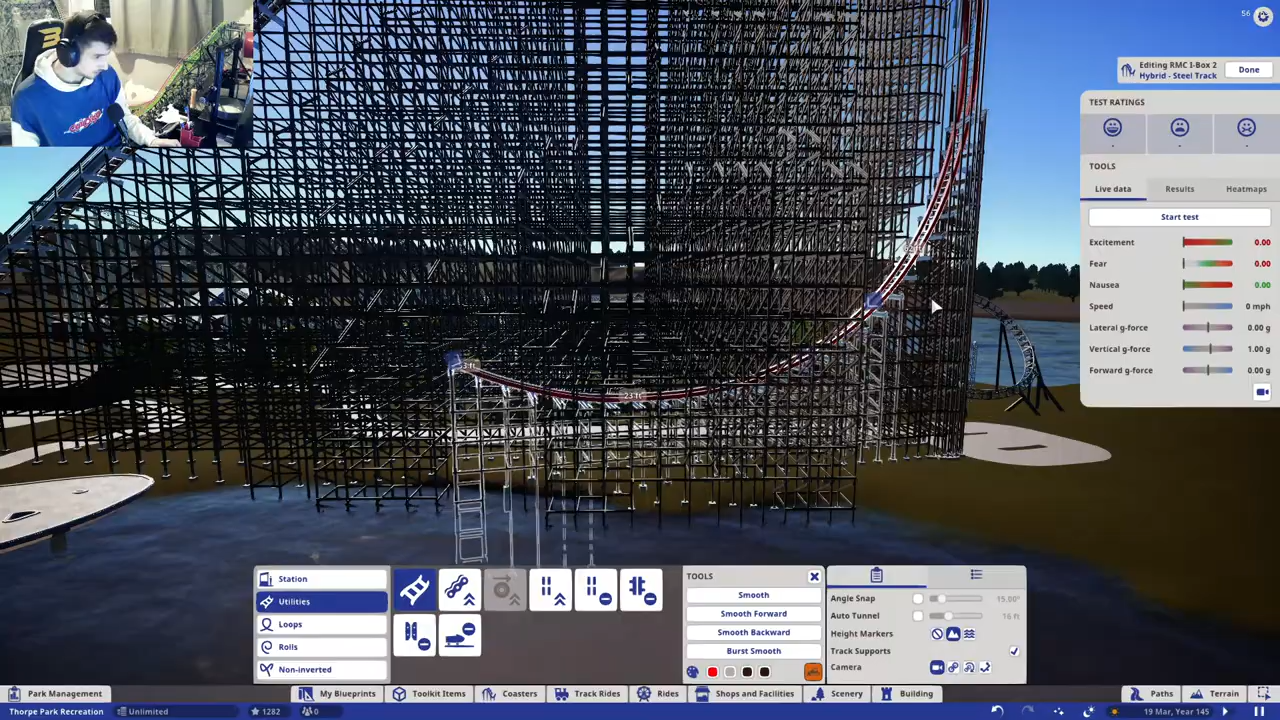 56
Editing RMC I-Box 2
Hybrid - Steel Track
Done
TEST RATINGS
- - -
TOOLS
Live data Results Heatmaps
Start test
Excitement 0.00
Fear 0.00
Nausea 0.00
Speed 0 mph
Lateral g-force 0.00 g
Vertical g-force 1.00 g
Forward g-force 0.00 g
-23 ft
Station
Utilities
Loops
Rolls
Non-inverted
TOOLS
Smooth
Smooth Forward
Smooth Backward
Burst Smooth
Angle Snap 15.00°
Auto Tunnel 16 ft
Height Markers
Track Supports
Camera
Park Management
My Blueprints
Toolkit Items
Coasters
Track Rides
Rides
Shops and Facilities
Scenery
Building
Paths
Terrain
Thorpe Park Recreation
Unlimited
1282
0
19 Mar, Year 145